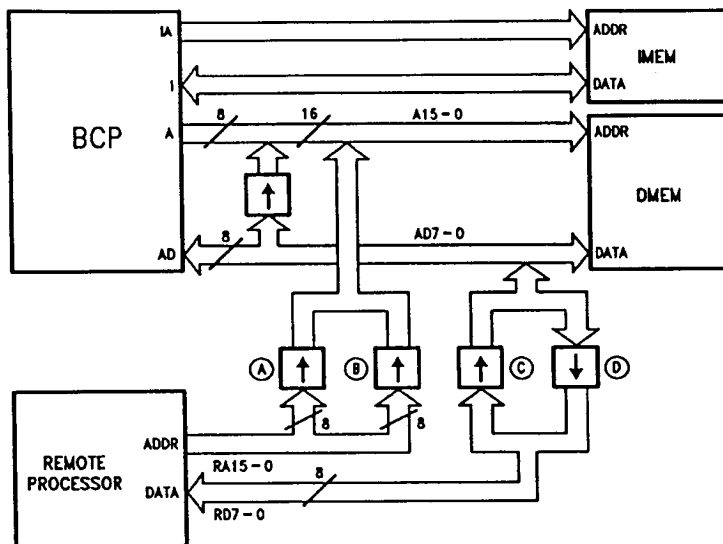 IA
ADDR
IMEM
I
DATA
BCP
8
16
A15-0
A
ADDR
DMEM
8
AD7-0
AD
DATA
A
B
C
D
8
8
ADDR
RA15-0
REMOTE
PROCESSOR
8
DATA
RD7-0